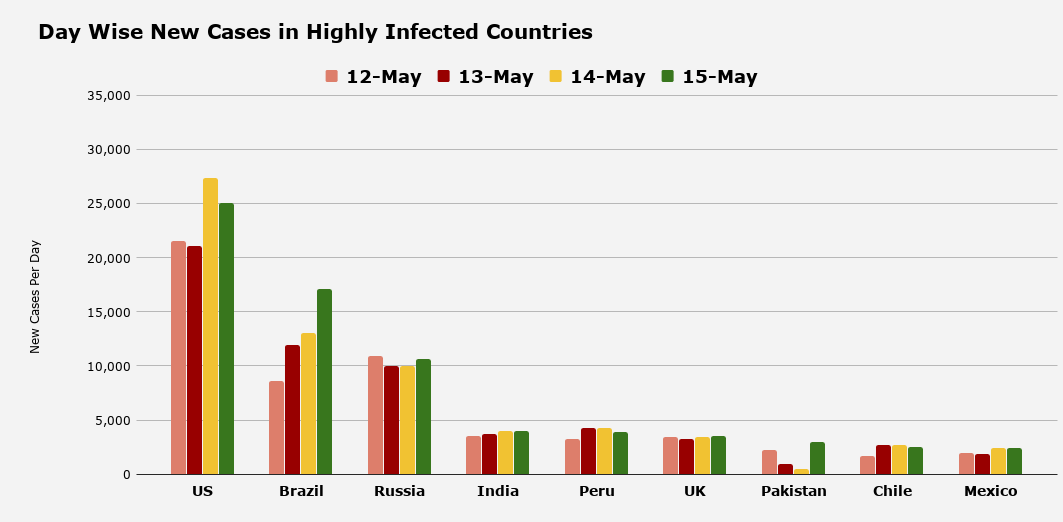 Day Wise New Cases in Highly Infected Countries
12-May 13-May 14-May 15-May
35,000
30,000
25,000
20,000
15,000
10,000
5,000
0
New Cases Per Day
US Brazil Russia India Peru UK Pakistan Chile Mexico